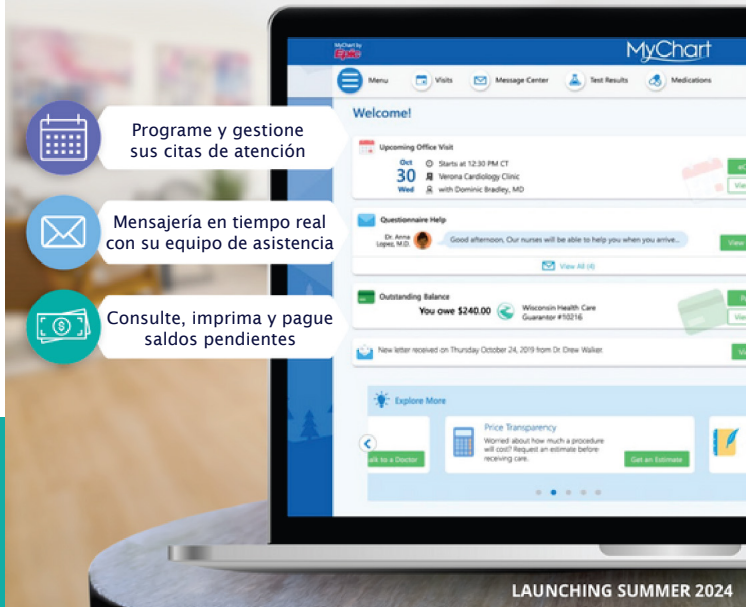 MyChart by
Epic
MyChart
Menu
Visits
Message Center
Test Results
Medications
Programe y gestione
sus citas de atención
Mensajería en tiempo real
con su equipo de asistencia
Consulte, imprima y pague
saldos pendientes
Welcome!
Upcoming Office Visit
Oct
30
Wed
Starts at 12:30 PM CT
Verona Cardiology Clinic
with Dominic Bradley, MD
Questionnaire Help
Dr. Anna
Lopez, M.D.
Good afternoon, Our nurses will be able to help you when you arrive...
View
View All (4)
Outstanding Balance
You owe $240.00
Wisconsin Health Care
Guarantor #10216
New letter received on Thursday October 24, 2019 from Dr. Drew Walker.
Explore More
to a Doctor
Price Transparency
Worried about how much a procedure
will cost? Request an estimate before
receiving care.
Get an Estimate
LAUNCHING SUMMER 2024